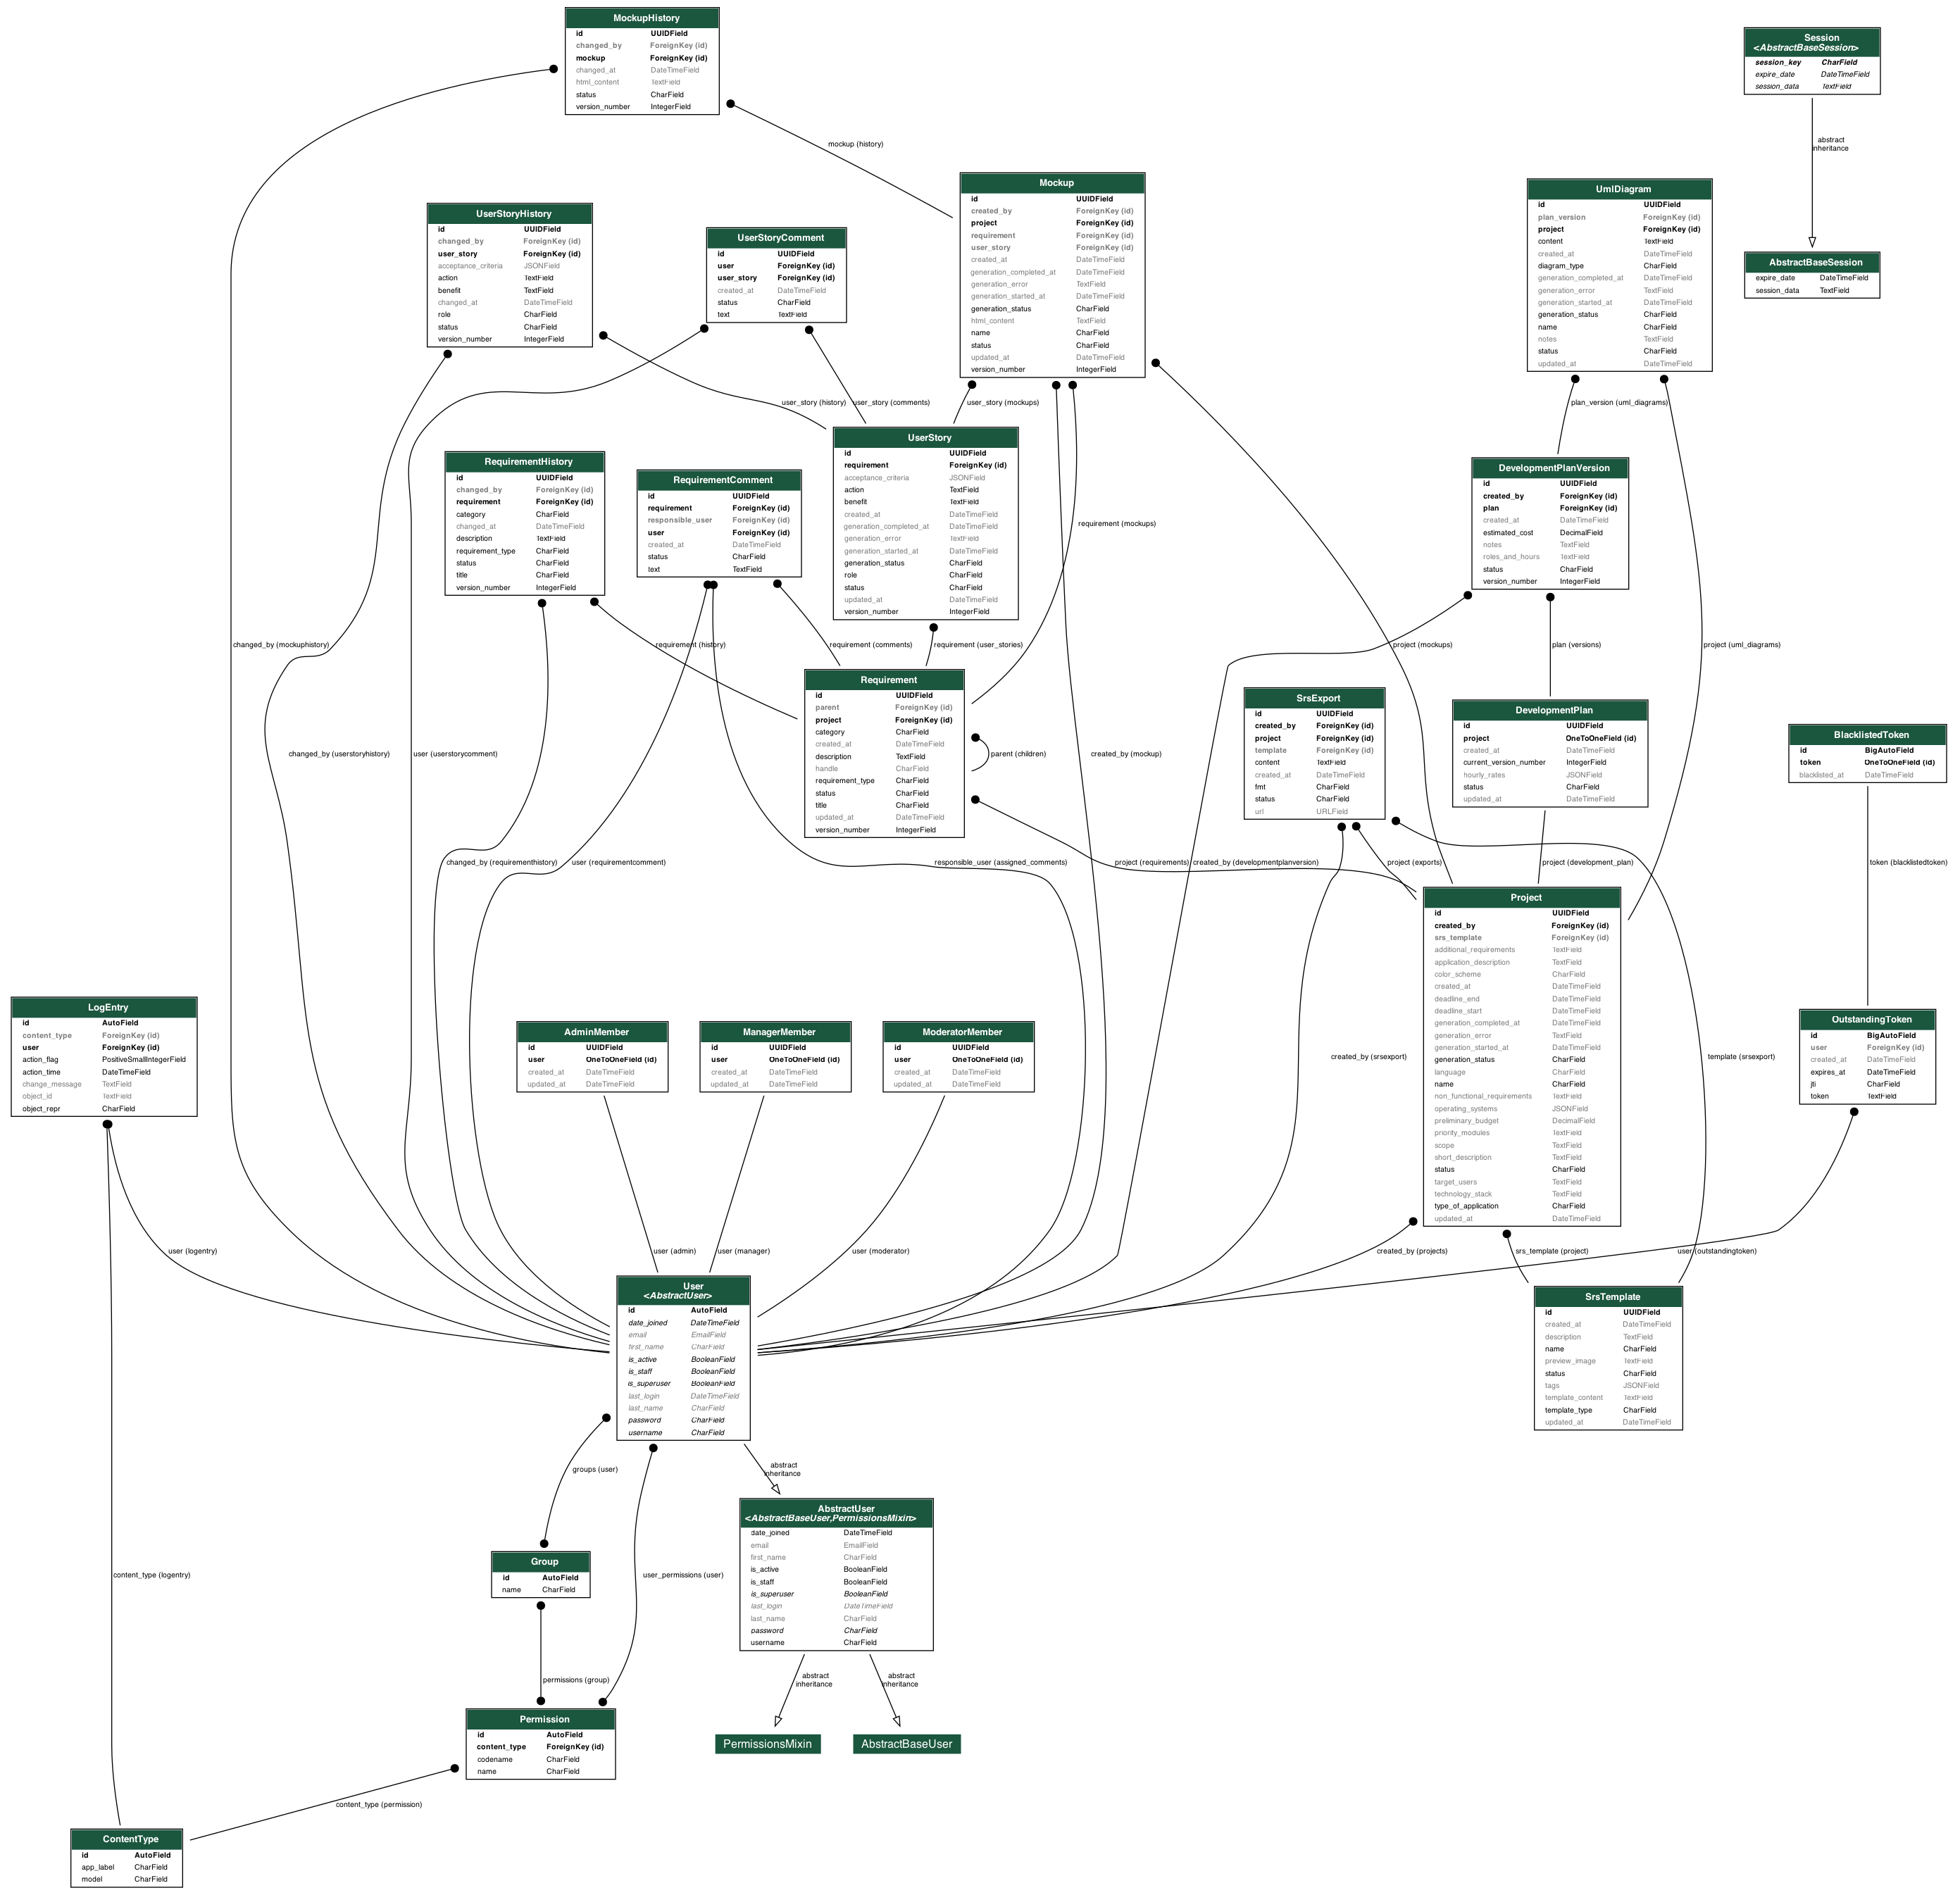 MockupHistory
id UUIDField
changed_by ForeignKey (id)
mockup ForeignKey (id)
changed_at DateTimeField
html_content TextField
status CharField
version_number IntegerField
Session
<AbstractBaseSession>
session_key CharField
expire_date DateTimeField
session_data TextField
mockup (history)
abstract
inheritance
Mockup
id UUIDField
created_by ForeignKey (id)
project ForeignKey (id)
requirement ForeignKey (id)
user_story ForeignKey (id)
created_at DateTimeField
generation_completed_at DateTimeField
generation_error TextField
generation_started_at DateTimeField
generation_status CharField
html_content TextField
name CharField
status CharField
updated_at DateTimeField
version_number IntegerField
UmlDiagram
id UUIDField
plan_version ForeignKey (id)
project ForeignKey (id)
content TextField
created_at DateTimeField
diagram_type CharField
generation_completed_at DateTimeField
generation_error TextField
generation_started_at DateTimeField
generation_status CharField
name CharField
notes TextField
status CharField
updated_at DateTimeField
UserStoryHistory
id UUIDField
changed_by ForeignKey (id)
user_story ForeignKey (id)
acceptance_criteria JSONField
action TextField
benefit TextField
changed_at DateTimeField
role CharField
status CharField
version_number IntegerField
UserStoryComment
id UUIDField
user ForeignKey (id)
user_story ForeignKey (id)
created_at DateTimeField
status CharField
text TextField
AbstractBaseSession
expire_date DateTimeField
session_data TextField
user_story (history)
user_story (comments)
user_story (mockups)
plan_version (uml_diagrams)
UserStory
id UUIDField
requirement ForeignKey (id)
acceptance_criteria JSONField
action TextField
benefit TextField
created_at DateTimeField
generation_completed_at DateTimeField
generation_error TextField
generation_started_at DateTimeField
generation_status CharField
role CharField
status CharField
updated_at DateTimeField
version_number IntegerField
RequirementHistory
id UUIDField
changed_by ForeignKey (id)
requirement ForeignKey (id)
category CharField
changed_at DateTimeField
description TextField
requirement_type CharField
status CharField
title CharField
version_number IntegerField
RequirementComment
id UUIDField
requirement ForeignKey (id)
responsible_user ForeignKey (id)
user ForeignKey (id)
created_at DateTimeField
status CharField
text TextField
DevelopmentPlanVersion
id UUIDField
created_by ForeignKey (id)
plan ForeignKey (id)
created_at DateTimeField
estimated_cost DecimalField
notes TextField
roles_and_hours TextField
status CharField
version_number IntegerField
requirement (mockups)
changed_by (mockuphistory)
requirement (history)
requirement (comments)
requirement (user_stories)
project (mockups)
plan (versions)
project (uml_diagrams)
Requirement
id UUIDField
parent ForeignKey (id)
project ForeignKey (id)
category CharField
created_at DateTimeField
description TextField
handle CharField
requirement_type CharField
status CharField
title CharField
updated_at DateTimeField
version_number IntegerField
SrsExport
id UUIDField
created_by ForeignKey (id)
project ForeignKey (id)
template ForeignKey (id)
content TextField
created_at DateTimeField
fmt CharField
status CharField
url URLField
DevelopmentPlan
id UUIDField
project OneToOneField (id)
created_at DateTimeField
current_version_number IntegerField
hourly_rates JSONField
status CharField
updated_at DateTimeField
BlacklistedToken
id BigAutoField
token OneToOneField (id)
blacklisted_at DateTimeField
changed_by (userstoryhistory)
user (userstorycomment)
parent (children)
created_by (mockup)
changed_by (requirementhistory)
user (requirementcomment)
responsible_user (assigned_comments)
project (requirements)
created_by (developmentplanversion)
project (exports)
project (development_plan)
token (blacklistedtoken)
Project
id UUIDField
created_by ForeignKey (id)
srs_template ForeignKey (id)
additional_requirements TextField
application_description TextField
color_scheme CharField
created_at DateTimeField
deadline_end DateTimeField
deadline_start DateTimeField
generation_completed_at DateTimeField
generation_error TextField
generation_started_at DateTimeField
generation_status CharField
language CharField
name CharField
non_functional_requirements TextField
operating_systems JSONField
preliminary_budget DecimalField
priority_modules TextField
scope TextField
short_description TextField
status CharField
target_users TextField
technology_stack TextField
type_of_application CharField
updated_at DateTimeField
LogEntry
id AutoField
content_type ForeignKey (id)
user ForeignKey (id)
action_flag PositiveSmallIntegerField
action_time DateTimeField
change_message TextField
object_id TextField
object_repr CharField
AdminMember
id UUIDField
user OneToOneField (id)
created_at DateTimeField
updated_at DateTimeField
ManagerMember
id UUIDField
user OneToOneField (id)
created_at DateTimeField
updated_at DateTimeField
ModeratorMember
id UUIDField
user OneToOneField (id)
created_at DateTimeField
updated_at DateTimeField
OutstandingToken
id BigAutoField
user ForeignKey (id)
created_at DateTimeField
expires_at DateTimeField
jti CharField
token TextField
created_by (srsexport)
template (srsexport)
user (logentry)
user (admin)
user (manager)
user (moderator)
created_by (projects)
srs_template (project)
user (outstandingtoken)
User
<AbstractUser>
id AutoField
date_joined DateTimeField
email EmailField
first_name CharField
is_active BooleanField
is_staff BooleanField
is_superuser BooleanField
last_login DateTimeField
last_name CharField
password CharField
username CharField
SrsTemplate
id UUIDField
created_at DateTimeField
description TextField
name CharField
preview_image TextField
status CharField
tags JSONField
template_content TextField
template_type CharField
updated_at DateTimeField
groups (user)
abstract
inheritance
AbstractUser
<AbstractBaseUser,PermissionsMixin>
date_joined DateTimeField
email EmailField
first_name CharField
is_active BooleanField
is_staff BooleanField
is_superuser BooleanField
last_login DateTimeField
last_name CharField
password CharField
username CharField
Group
id AutoField
name CharField
content_type (logentry)
user_permissions (user)
permissions (group)
abstract
inheritance
abstract
inheritance
Permission
id AutoField
content_type ForeignKey (id)
codename CharField
name CharField
PermissionsMixin
AbstractBaseUser
content_type (permission)
ContentType
id AutoField
app_label CharField
model CharField